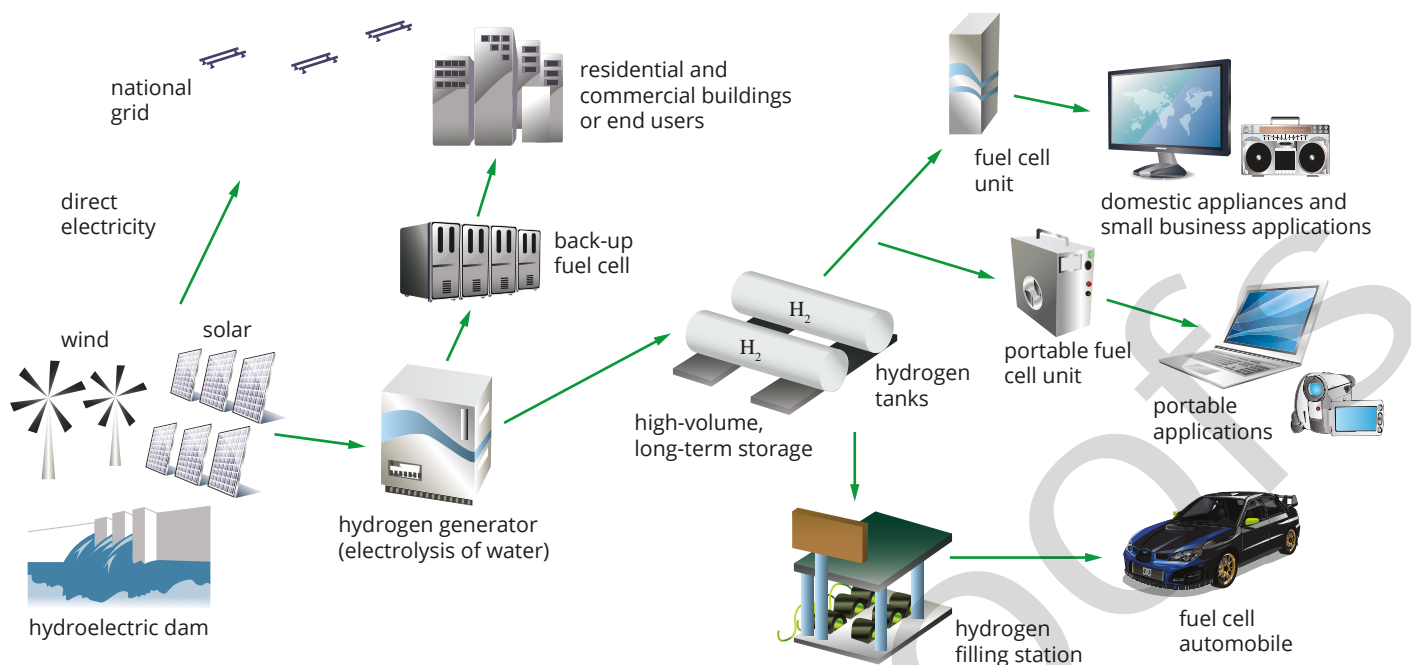 national
grid
residential and
commercial buildings
or end users
fuel cell
unit
domestic appliances and
small business applications
direct
electricity
back-up
fuel cell
wind
solar
H2
H2
hydrogen
tanks
high-volume,
long-term storage
portable fuel
cell unit
portable
applications
hydrogen generator
(electrolysis of water)
hydroelectric dam
hydrogen
filling station
fuel cell
automobile